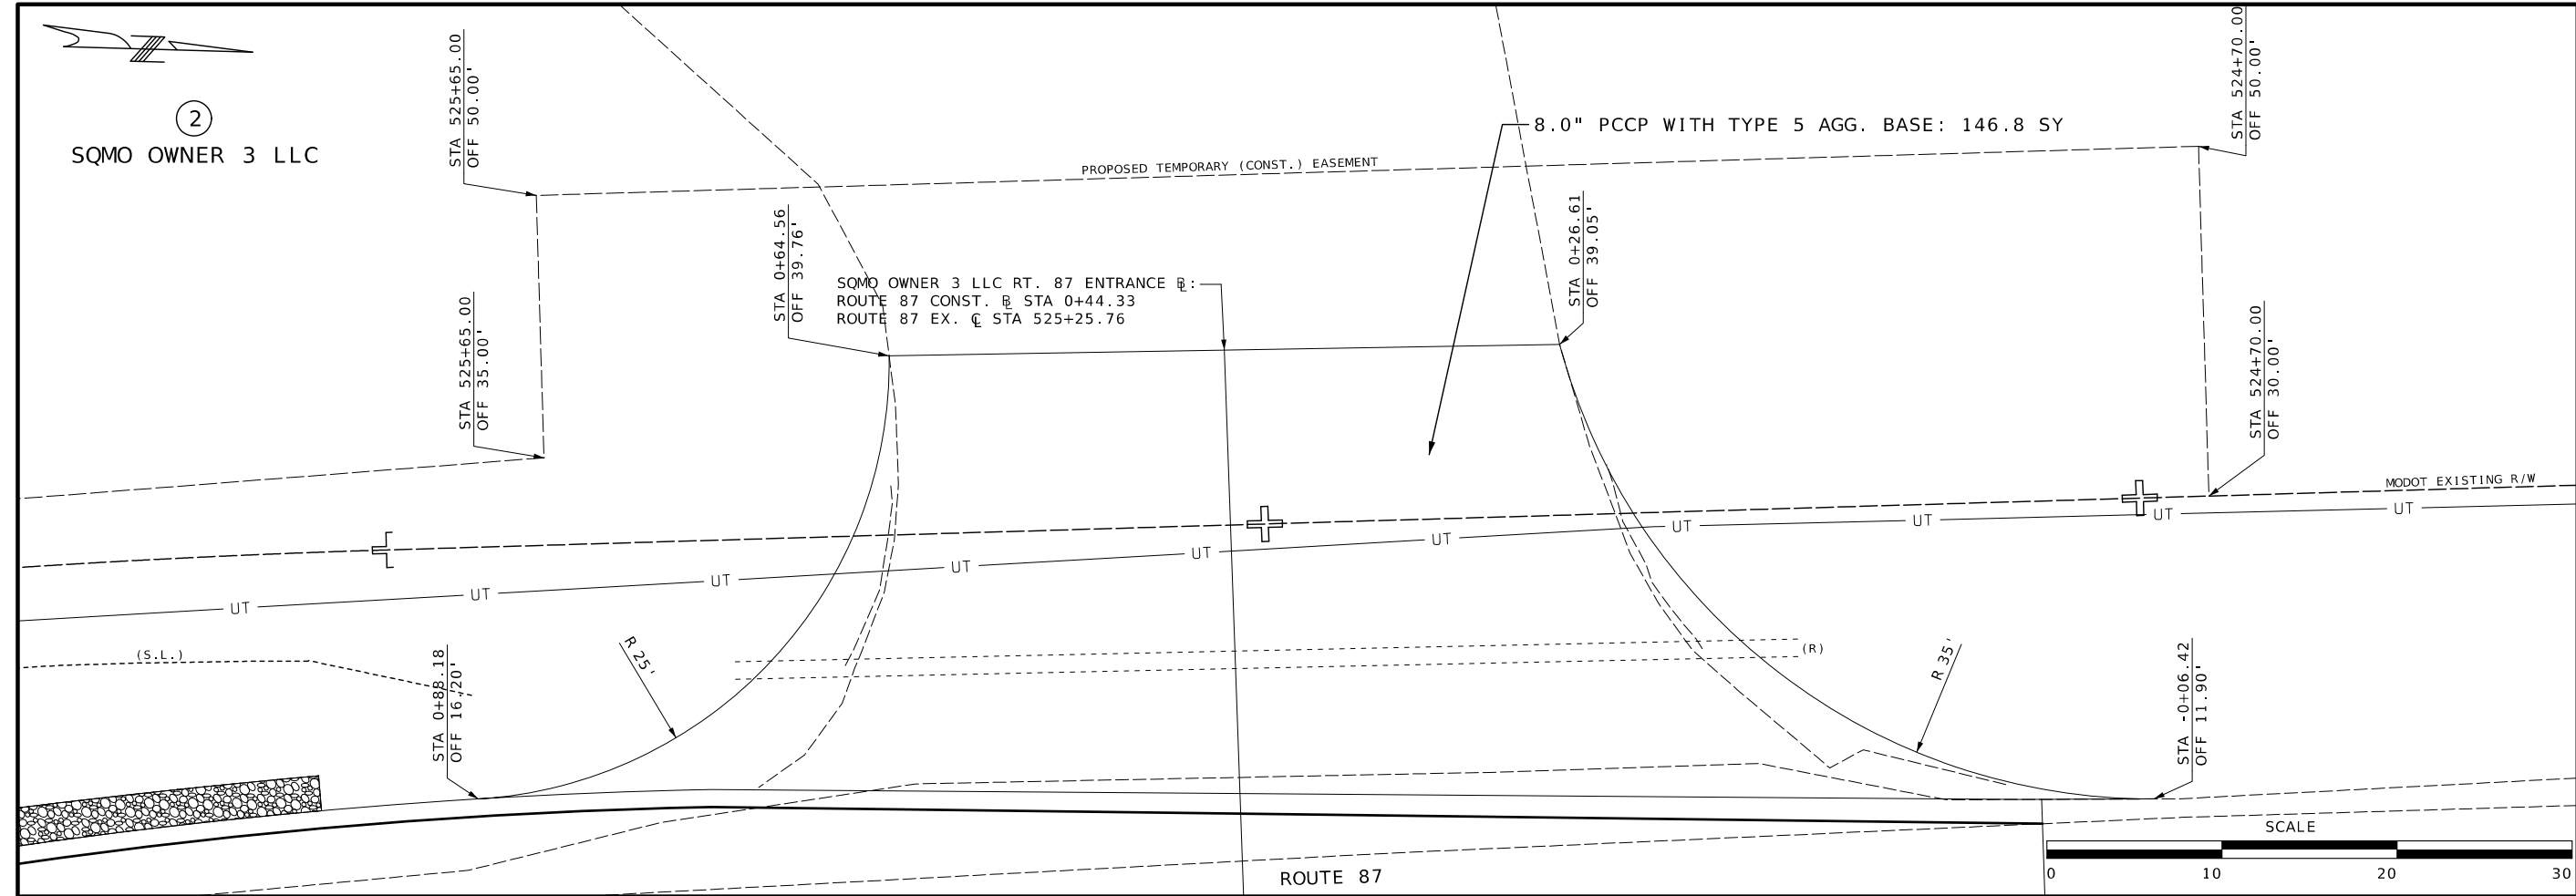 2
SQMO OWNER 3 LLC
STA 525+65.00
OFF 50.00'
STA 524+70.00
OFF 50.00'
8.0" PCCP WITH TYPE 5 AGG. BASE: 146.8 SY
PROPOSED TEMPORARY (CONST.) EASEMENT
STA 0+64.56
OFF 39.76'
STA 0+26.61
OFF 39.05'
SQMO OWNER 3 LLC RT. 87 ENTRANCE ⅊:
ROUTE 87 CONST. ⅊ STA 0+44.33
ROUTE 87 EX. ℄ STA 525+25.76
STA 525+65.00
OFF 35.00'
STA 524+70.00
OFF 30.00'
MODOT EXISTING R/W
UT
UT
UT
UT
UT
UT
UT
UT
UT
UT
(S.L.)
R 25'
(R)
R 35'
STA 0+88.18
OFF 16.20'
STA -0+06.42
OFF 11.90'
SCALE
0 10 20 30
ROUTE 87